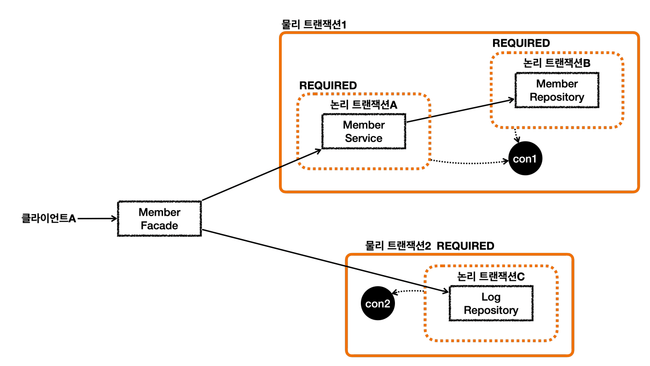 물리 트랜잭션1
REQUIRED
논리 트랜잭션B
Member
Repository
REQUIRED
논리 트랜잭션A
Member
Service
con1
클라이언트A
Member
Facade
물리 트랜잭션2 REQUIRED
논리 트랜잭션C
Log
Repository
con2